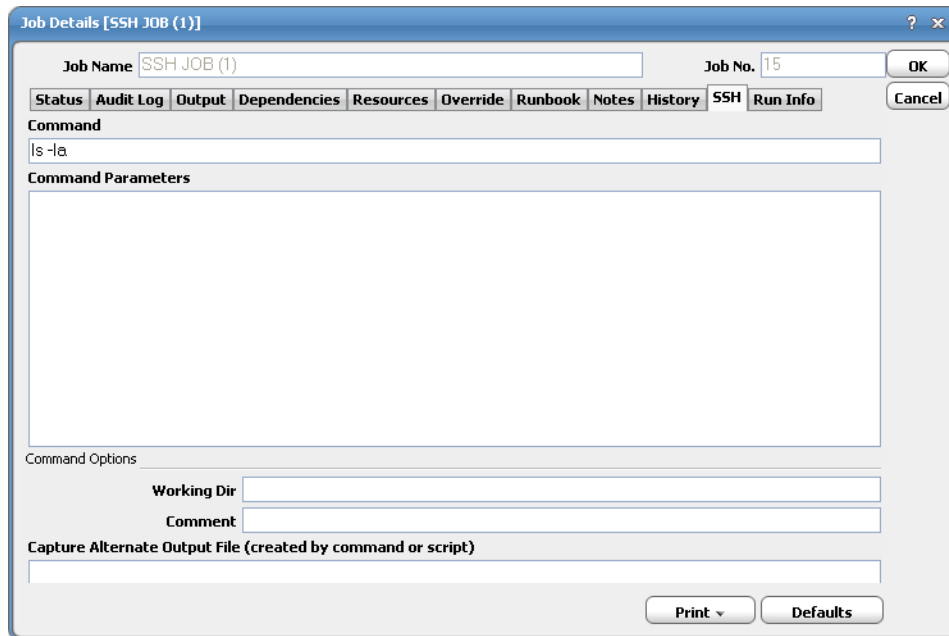 Job Details [SSH JOB (1)] ? x
Job Name SSH JOB (1) Job No. 15 OK
Status Audit Log Output Dependencies Resources Override Runbook Notes History SSH Run Info Cancel
Command
ls -la
Command Parameters
Command Options
Working Dir
Comment
Capture Alternate Output File (created by command or script)
Print Defaults